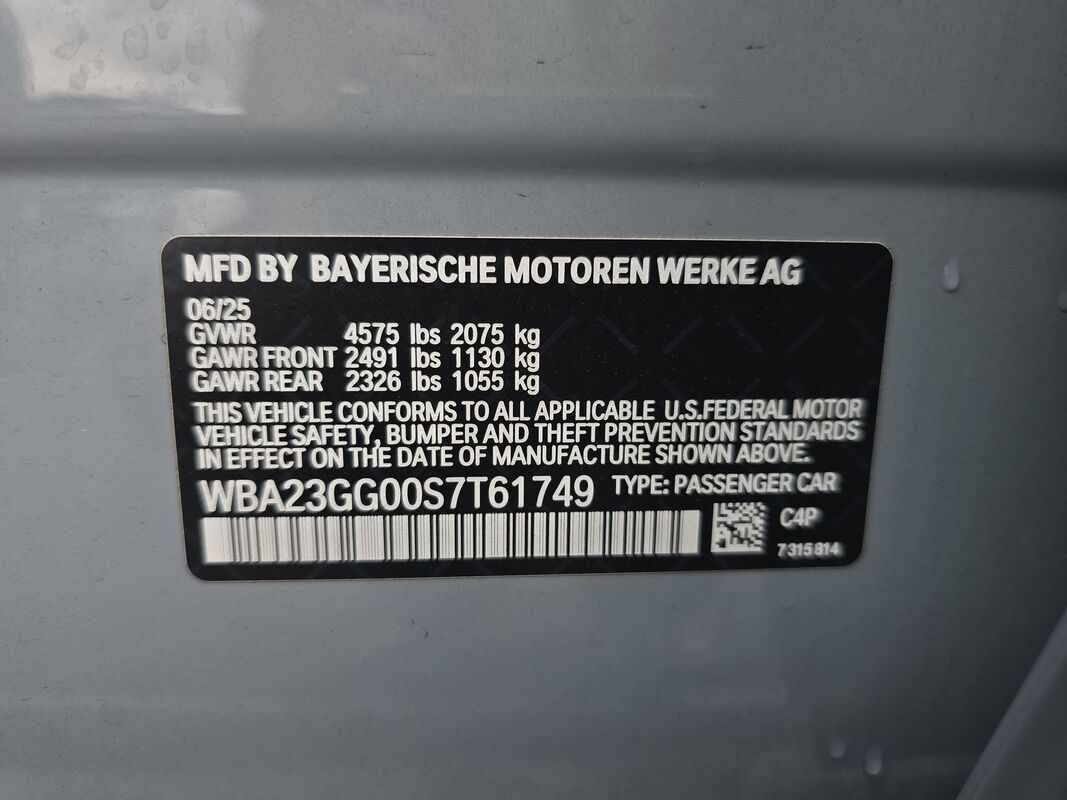 MFD BY BAYERISCHE MOTOREN WERKE AG
06/25
GVWR 4575 lbs 2075 kg
GAWR FRONT 2491 lbs 1130 kg
GAWR REAR 2326 lbs 1055 kg
THIS VEHICLE CONFORMS TO ALL APPLICABLE U.S.FEDERAL MOTOR
VEHICLE SAFETY, BUMPER AND THEFT PREVENTION STANDARDS
IN EFFECT ON THE DATE OF MANUFACTURE SHOWN ABOVE.
WBA23GG00S7T61749 TYPE: PASSENGER CAR
C4P
7315814